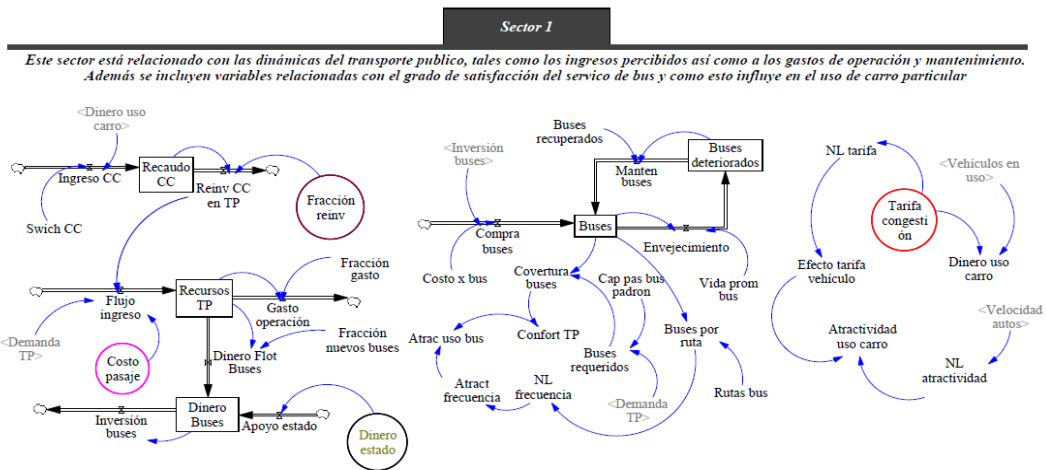 Sector 1
Este sector está relacionado con las dinámicas del transporte publico, tales como los ingresos percibidos así como a los gastos de operación y mantenimiento.
Además se incluyen variables relacionadas con el grado de satisfacción del servico de bus y como esto influye en el uso de carro particular
<Dinero uso
carro>
Ingreso CC
Recaudo
CC
Reinv CC
en TP
Fracción
reinv
Swich CC
Flujo
ingreso
Recursos
TP
Gasto
operación
Fracción
gasto
<Demanda
TP>
Costo
pasaje
Dinero Flot
Buses
Fracción
nuevos buses
Inversión
buses
Dinero
Buses
Apoyo estado
Dinero
estado
Buses
recuperados
<Inversión
buses>
Manten
buses
Buses
deteriorados
Compra
buses
Buses
Envejecimiento
Costo x bus
Covertura
buses
Cap pas bus
padron
Vida prom
bus
Atrac uso bus
Confort TP
Buses
requeridos
Buses por
ruta
Atract
frecuencia
NL
frecuencia
<Demanda
TP>
Rutas bus
NL tarifa
<Vehículos en
uso>
Tarifa
congesti
ón
Efecto tarifa
vehículo
Dinero uso
carro
Atractividad
uso carro
<Velocidad
autos>
NL
atractividad